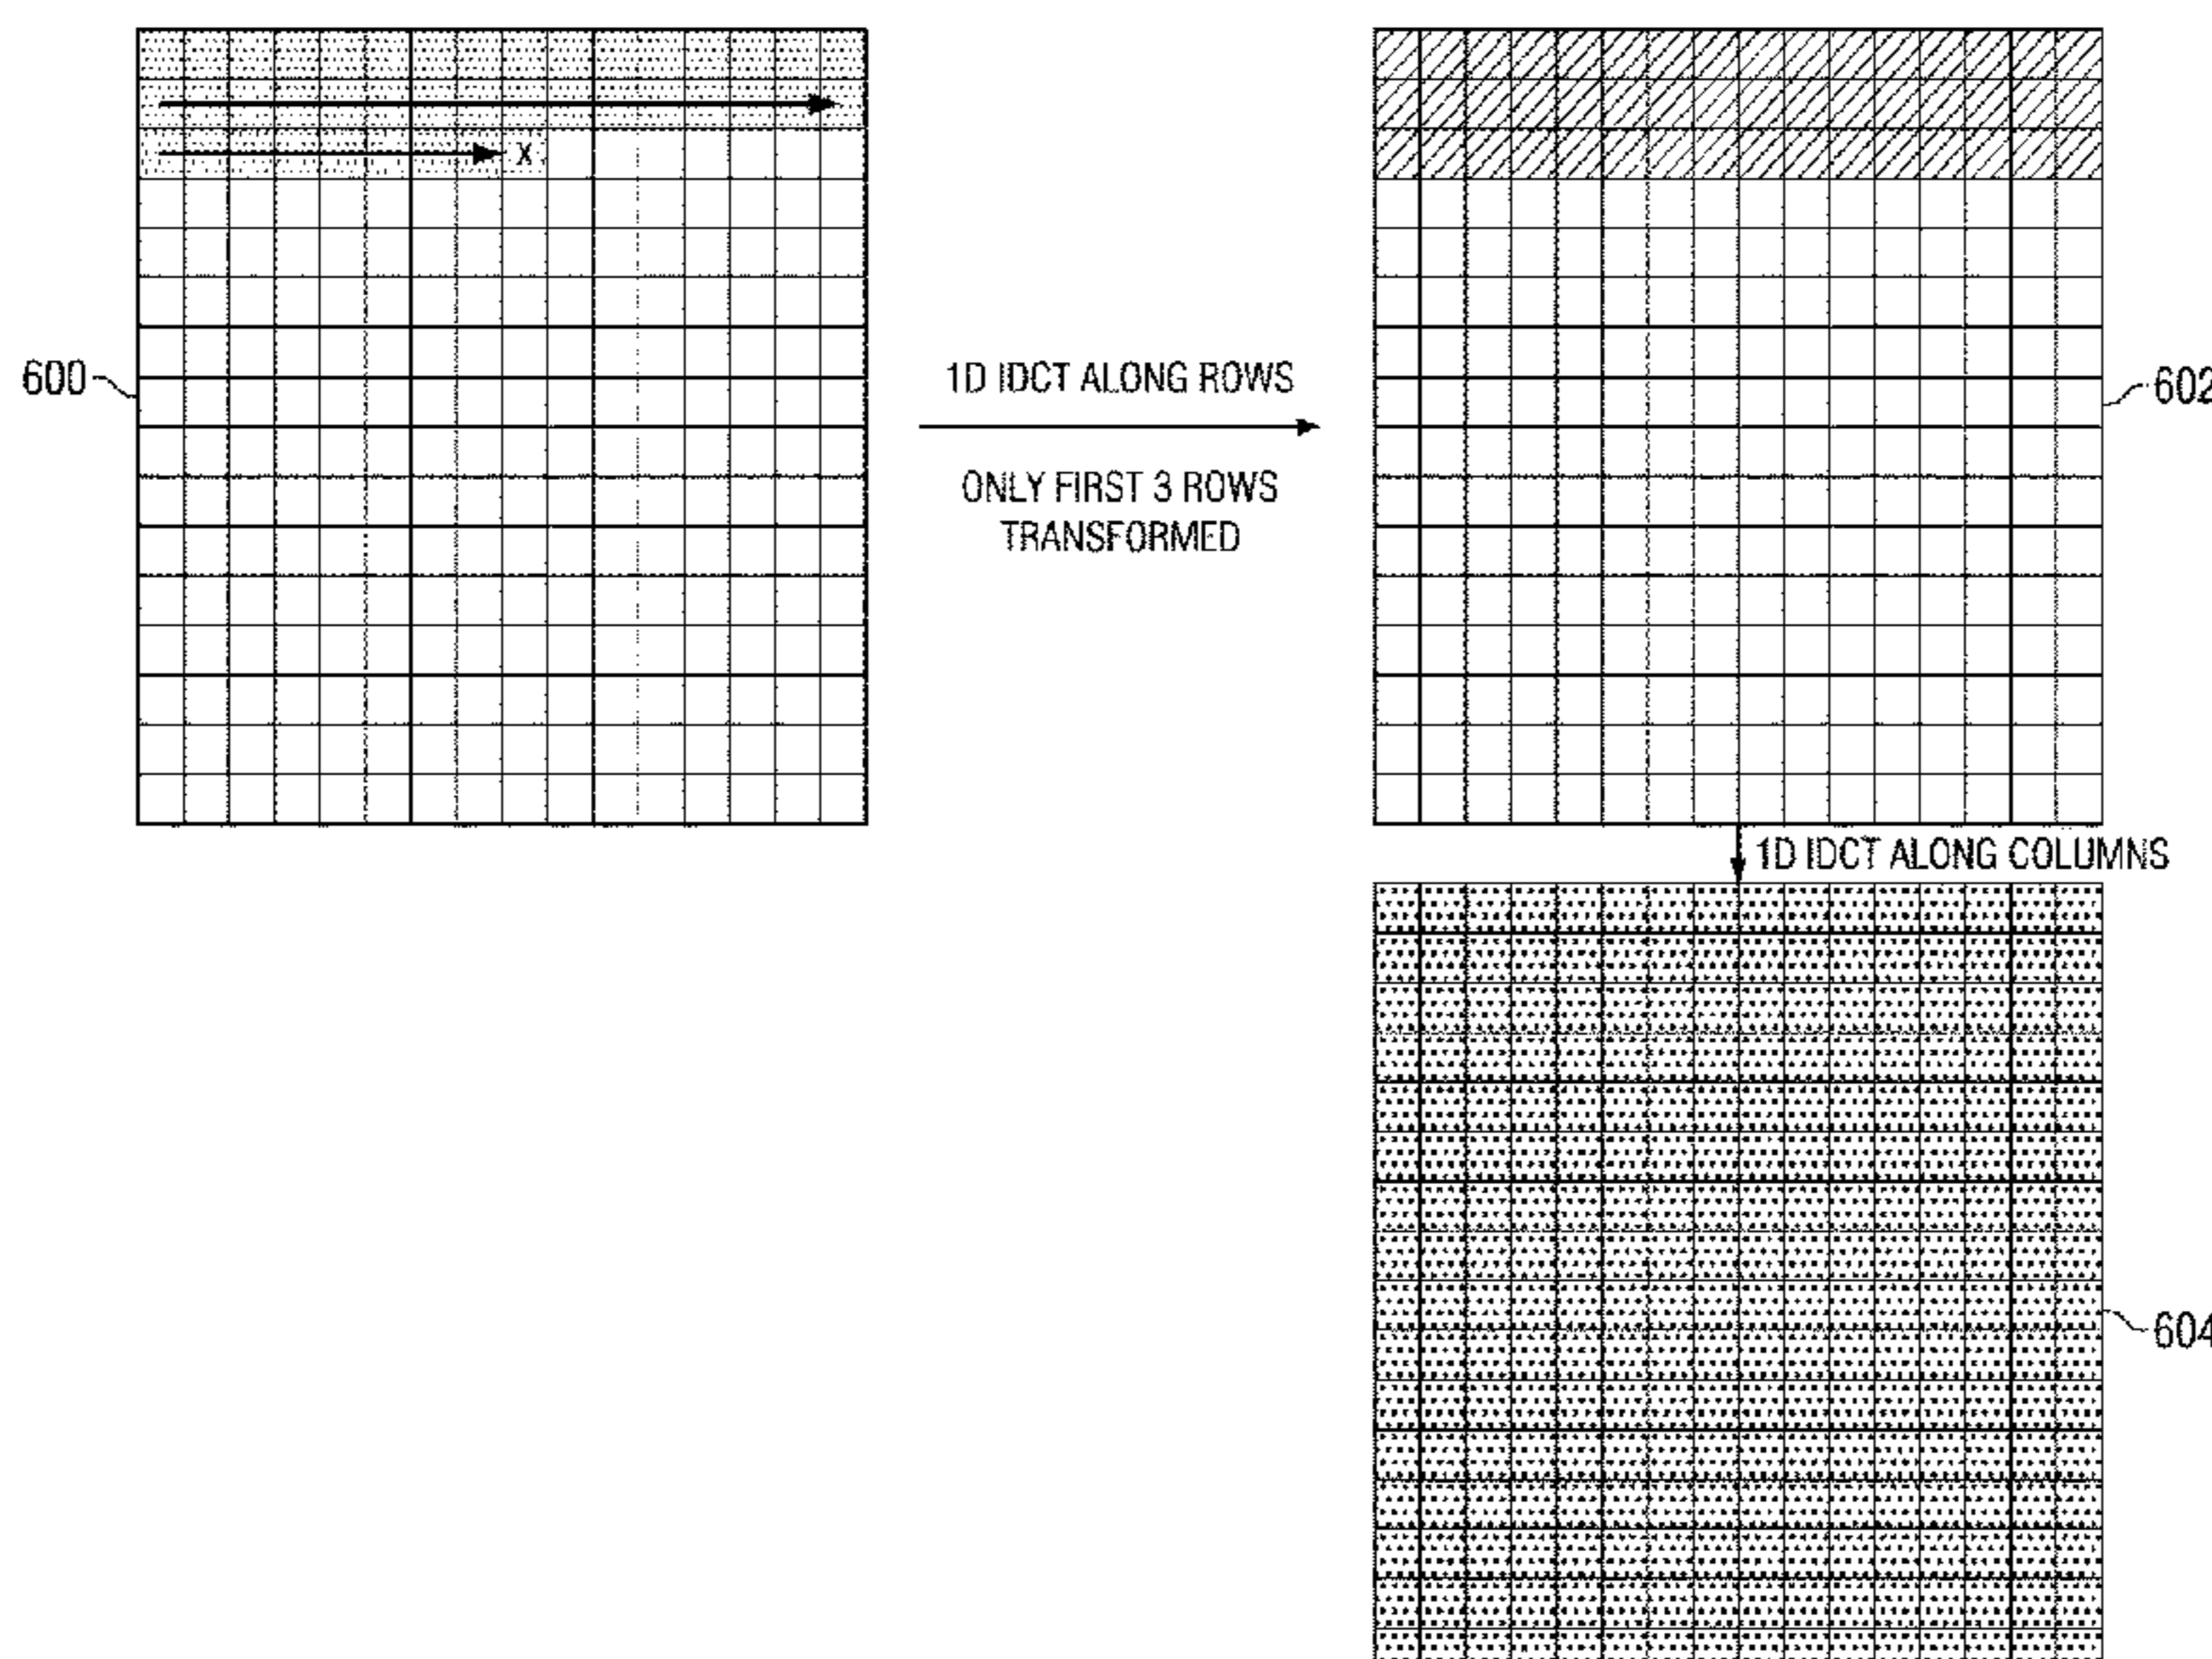 X
600
1D IDCT ALONG ROWS
ONLY FIRST 3 ROWS
TRANSFORMED
602
1D IDCT ALONG COLUMNS
604